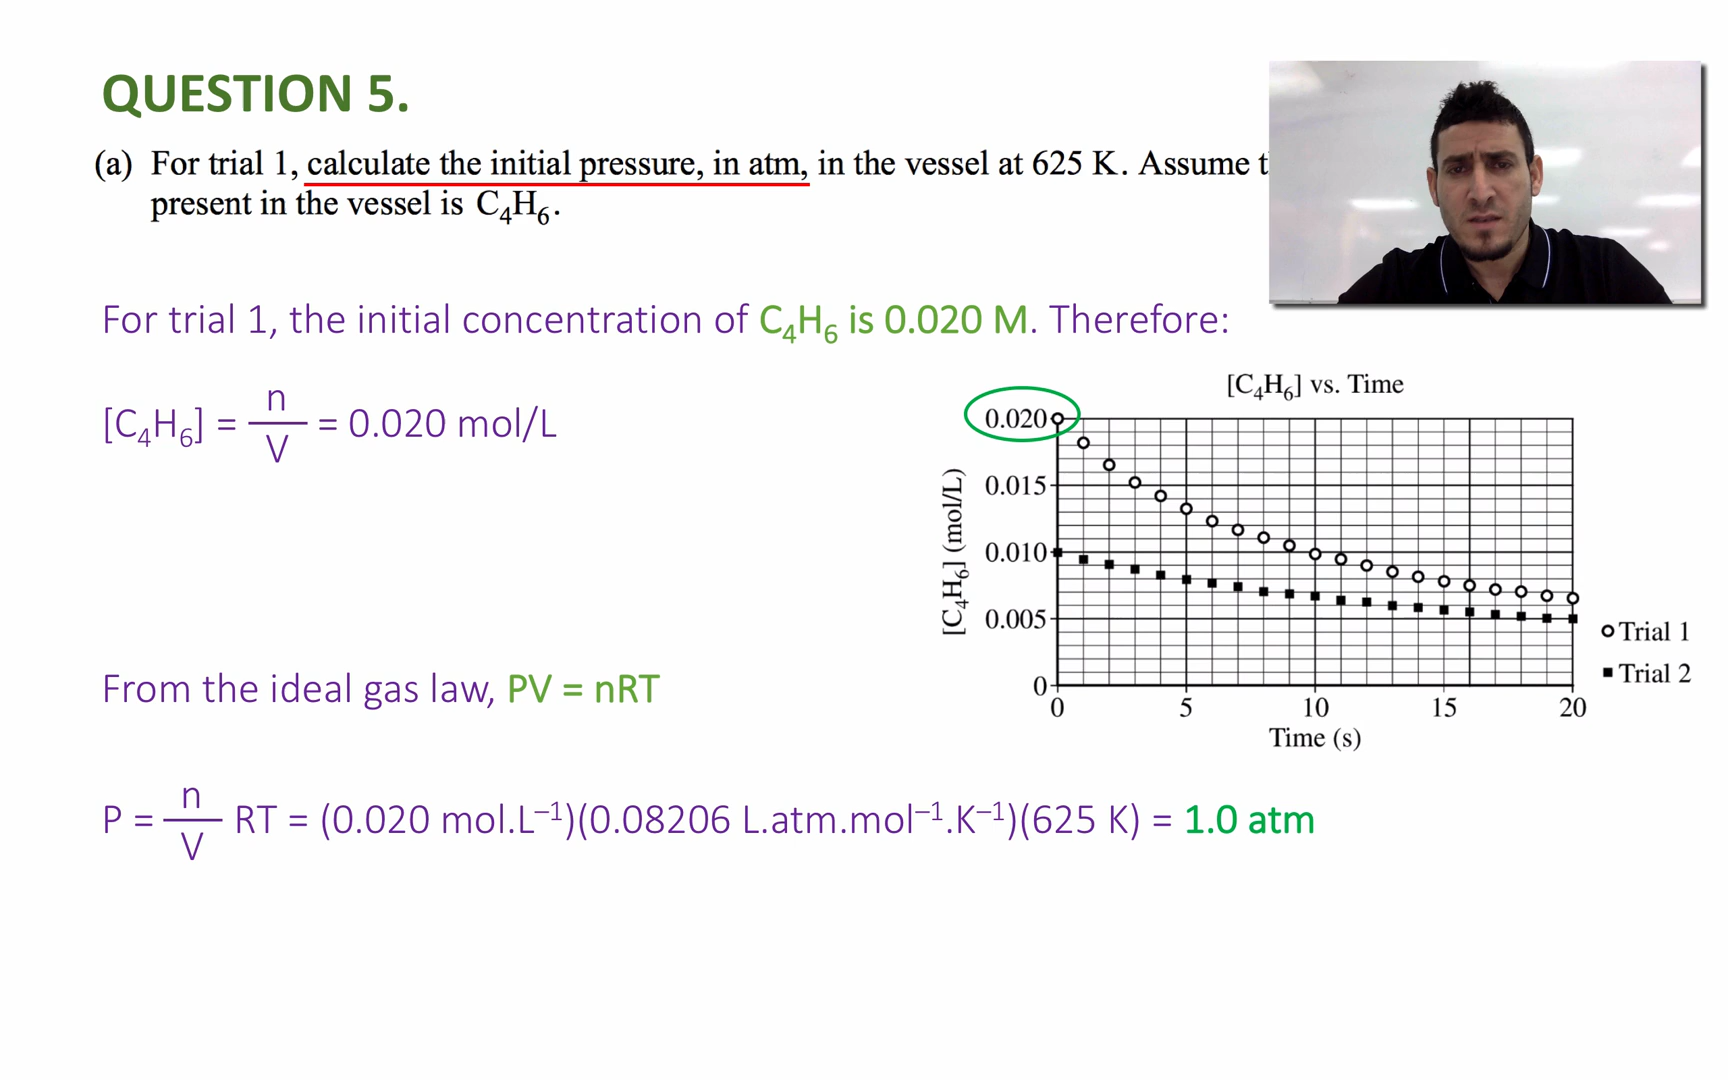 QUESTION 5.
(a) For trial 1, calculate the initial pressure, in atm, in the vessel at 625 K. Assume t
present in the vessel is C₄H₆.
For trial 1, the initial concentration of C₄H₆ is 0.020 M. Therefore:
[C₄H₆] = n/V = 0.020 mol/L
From the ideal gas law, PV = nRT
P = n/V RT = (0.020 mol.L⁻¹)(0.08206 L.atm.mol⁻¹.K⁻¹)(625 K) = 1.0 atm
[C₄H₆] vs. Time
[C₄H₆] (mol/L)
0.020
0.015
0.010
0.005
0
0 5 10 15 20
Time (s)
Trial 1
Trial 2